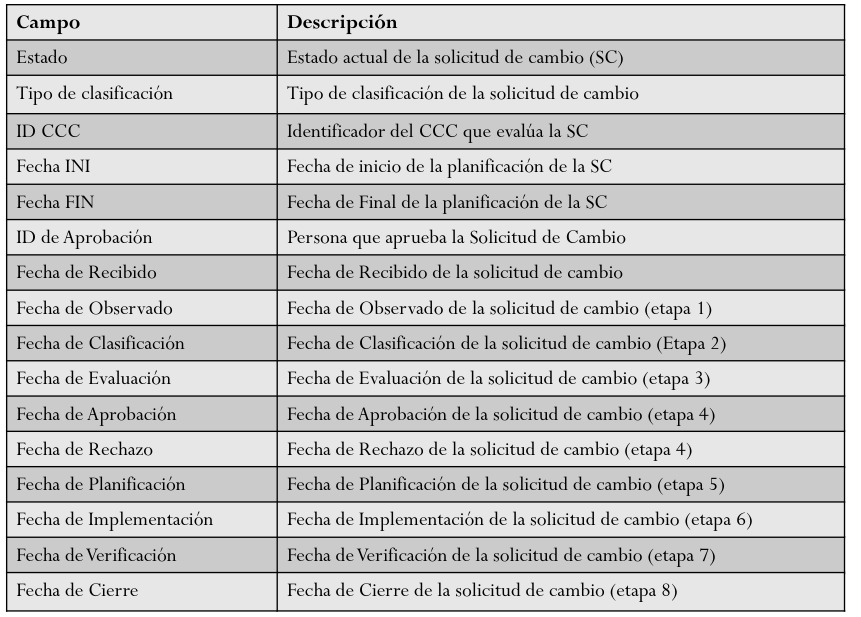 Campo Descripción
Estado Estado actual de la solicitud de cambio (SC)
Tipo de clasificación Tipo de clasificación de la solicitud de cambio
ID CCC Identificador del CCC que evalúa la SC
Fecha INI Fecha de inicio de la planificación de la SC
Fecha FIN Fecha de Final de la planificación de la SC
ID de Aprobación Persona que aprueba la Solicitud de Cambio
Fecha de Recibido Fecha de Recibido de la solicitud de cambio
Fecha de Observado Fecha de Observado de la solicitud de cambio (etapa 1)
Fecha de Clasificación Fecha de Clasificación de la solicitud de cambio (Etapa 2)
Fecha de Evaluación Fecha de Evaluación de la solicitud de cambio (etapa 3)
Fecha de Aprobación Fecha de Aprobación de la solicitud de cambio (etapa 4)
Fecha de Rechazo Fecha de Rechazo de la solicitud de cambio (etapa 4)
Fecha de Planificación Fecha de Planificación de la solicitud de cambio (etapa 5)
Fecha de Implementación Fecha de Implementación de la solicitud de cambio (etapa 6)
Fecha de Verificación Fecha de Verificación de la solicitud de cambio (etapa 7)
Fecha de Cierre Fecha de Cierre de la solicitud de cambio (etapa 8)